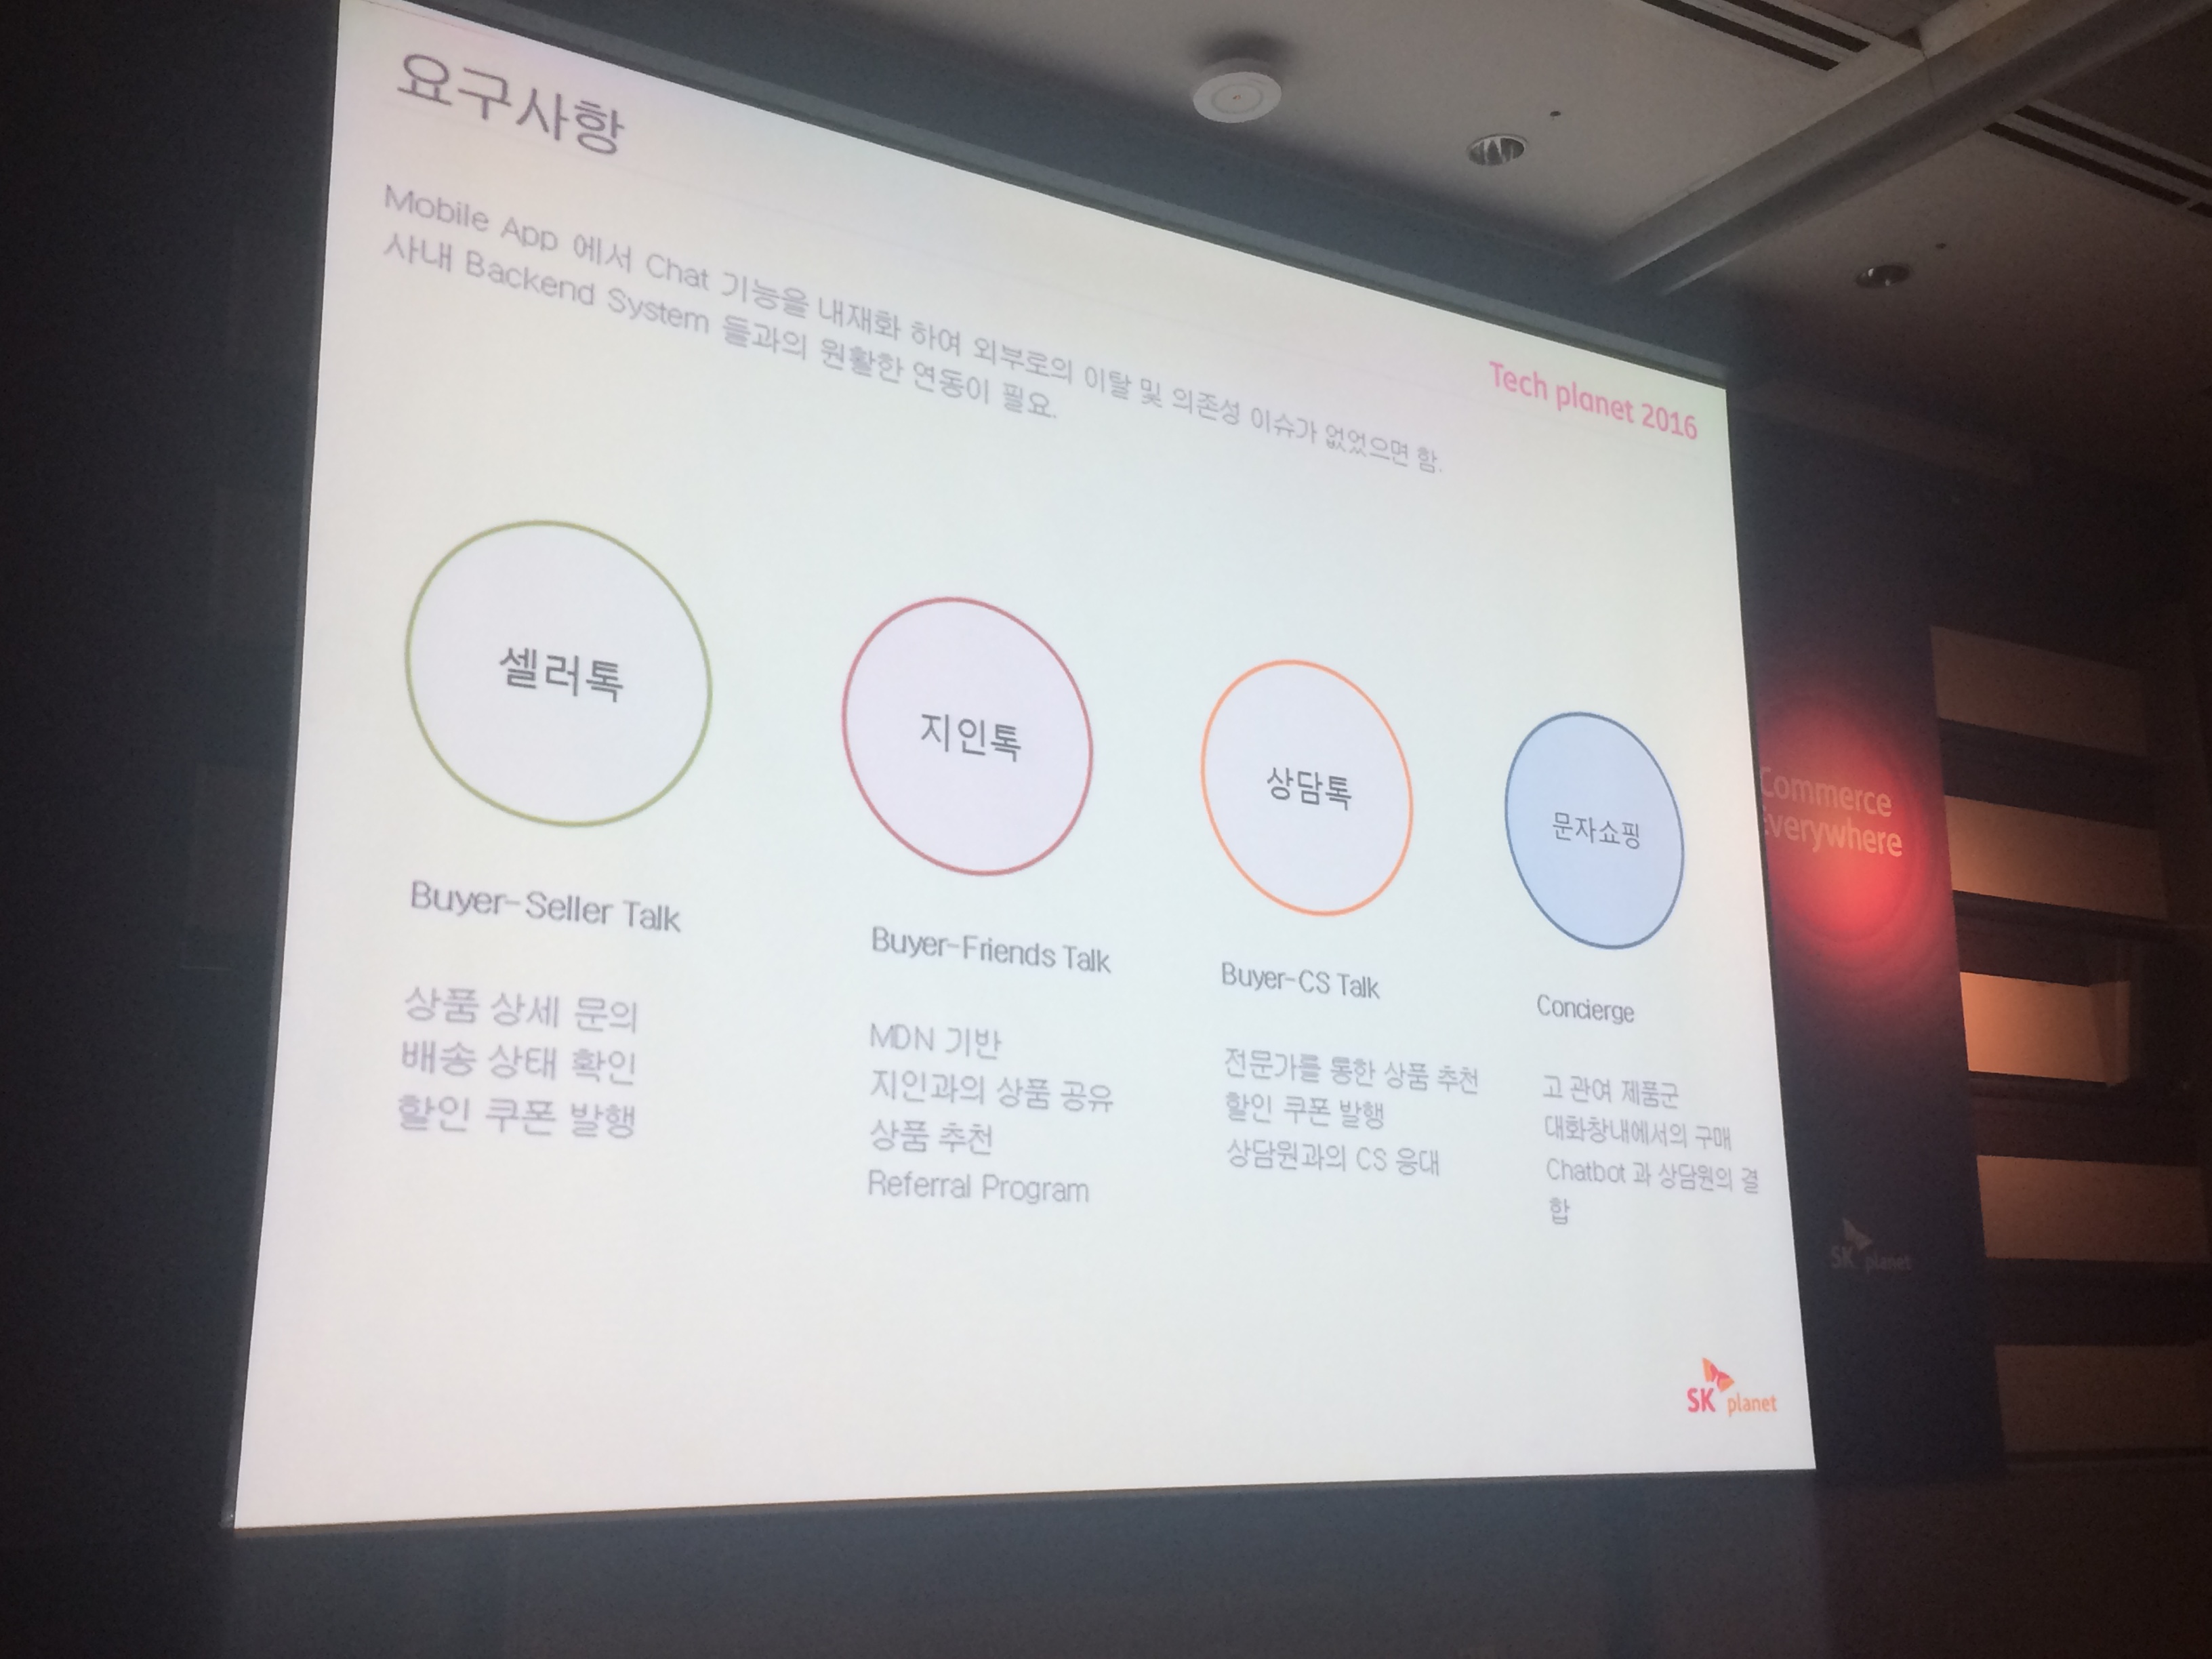 요구사항
Mobile App 에서 Chat 기능을 내재화 하여 외부로의 이탈 및 의존성 이슈가 없었으면 함.
사내 Backend System 들과의 원활한 연동이 필요.
Tech planet 2016
셀러톡
지인톡
상담톡
문자쇼핑
Buyer-Seller Talk
상품 상세 문의
배송 상태 확인
할인 쿠폰 발행
Buyer-Friends Talk
MDN 기반
지인과의 상품 공유
상품 추천
Referral Program
Buyer-CS Talk
전문가를 통한 상품 추천
할인 쿠폰 발행
상담원과의 CS 응대
Concierge
고 관여 제품군
대화창내에서의 구매
Chatbot 과 상담원의 결
합
SK planet
Commerce
Everywhere
SK planet